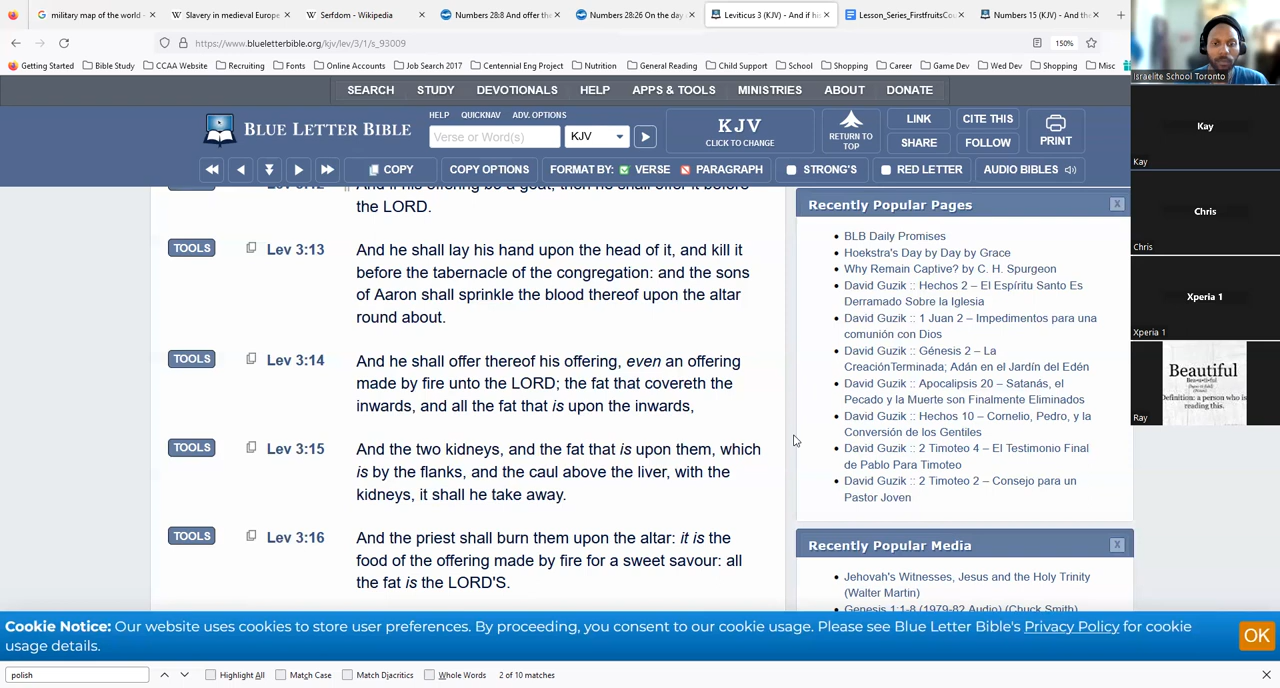 military map of the world -
Slavery in medieval Europe
Serfdom - Wikipedia
Numbers 28:8 And offer the
Numbers 28:26 On the day
Leviticus 3 (KJV) - And if his
Lesson_Series_FirstfruitsCou
Numbers 15 (KJV) - And the
https://www.blueletterbible.org/kjv/lev/3/1/s_93009
150%
Getting Started
Bible Study
CCAA Website
Recruiting
Fonts
Online Accounts
Job Search 2017
Centennial Eng Project
Nutrition
General Reading
Child Support
School
Shopping
Career
Game Dev
Wed Dev
Shopping
Misc
SEARCH STUDY DEVOTIONALS HELP APPS & TOOLS MINISTRIES ABOUT DONATE
BLUE LETTER BIBLE
HELP QUICKNAV ADV. OPTIONS
Verse or Word(s)
KJV
KJV
CLICK TO CHANGE
RETURN TO
TOP
LINK
CITE THIS
SHARE
FOLLOW
PRINT
COPY
COPY OPTIONS
FORMAT BY: VERSE PARAGRAPH
STRONG'S
RED LETTER
AUDIO BIBLES
Lev 3:12 And if his offering be a goat, then he shall offer it before
the LORD.
TOOLS Lev 3:13 And he shall lay his hand upon the head of it, and kill it
before the tabernacle of the congregation: and the sons
of Aaron shall sprinkle the blood thereof upon the altar
round about.
TOOLS Lev 3:14 And he shall offer thereof his offering, even an offering
made by fire unto the LORD; the fat that covereth the
inwards, and all the fat that is upon the inwards,
TOOLS Lev 3:15 And the two kidneys, and the fat that is upon them, which
is by the flanks, and the caul above the liver, with the
kidneys, it shall he take away.
TOOLS Lev 3:16 And the priest shall burn them upon the altar: it is the
food of the offering made by fire for a sweet savour: all
the fat is the LORD'S.
Recently Popular Pages
X
BLB Daily Promises
Hoekstra's Day by Day by Grace
Why Remain Captive? by C. H. Spurgeon
David Guzik :: Hechos 2 – El Espíritu Santo Es
Derramado Sobre la Iglesia
David Guzik :: 1 Juan 2 – Impedimentos para una
comunión con Dios
David Guzik :: Génesis 2 – La
CreaciónTerminada; Adán en el Jardín del Edén
David Guzik :: Apocalipsis 20 – Satanás, el
Pecado y la Muerte son Finalmente Eliminados
David Guzik :: Hechos 10 – Cornelio, Pedro, y la
Conversión de los Gentiles
David Guzik :: 2 Timoteo 4 – El Testimonio Final
de Pablo Para Timoteo
David Guzik :: 2 Timoteo 2 – Consejo para un
Pastor Joven
Recently Popular Media
X
Jehovah's Witnesses, Jesus and the Holy Trinity
(Walter Martin)
Genesis 1:1-8 (1979-82 Audio) (Chuck Smith)
Cookie Notice: Our website uses cookies to store user preferences. By proceeding, you consent to our cookie usage. Please see Blue Letter Bible's Privacy Policy for cookie
usage details.
OK
polish
Highlight All
Match Case
Match Diacritics
Whole Words
2 of 10 matches
Israelite School Toronto
Kay
Kay
Chris
Chris
Xperia 1
Xperia 1
Beautiful
Definition: a person who is
reading this.
Ray